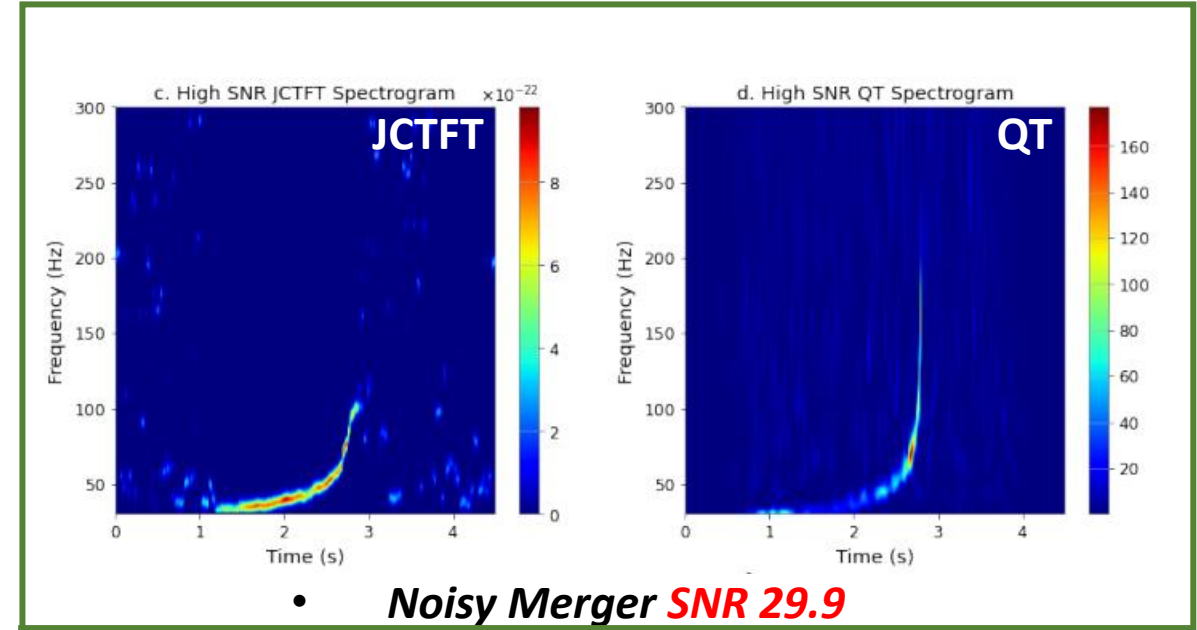 c. High SNR JCTFT Spectrogram ×10⁻²²
JCTFT
300
250
200
150
100
50
Frequency (Hz)
0 1 2 3 4
Time (s)
8
6
4
2
0
d. High SNR QT Spectrogram
QT
300
250
200
150
100
50
Frequency (Hz)
0 1 2 3 4
Time (s)
160
140
120
100
80
60
40
20
• Noisy Merger SNR 29.9